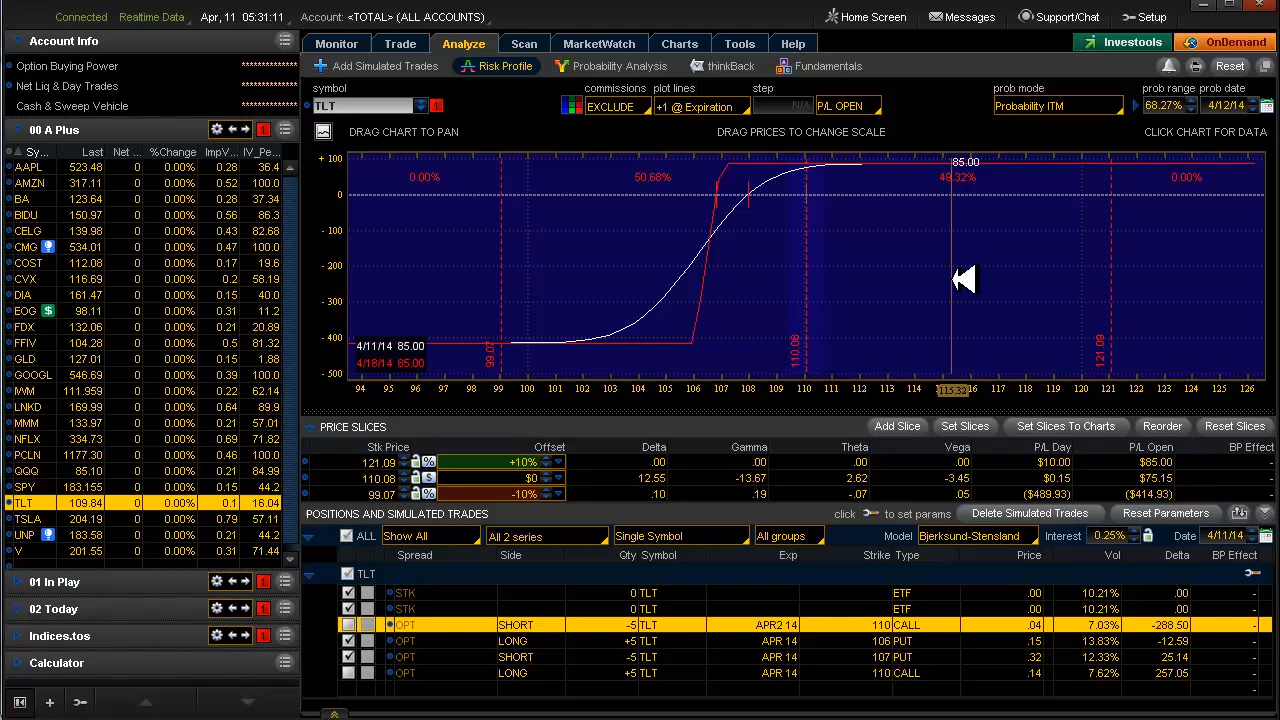 Connected Realtime Data Apr, 11 05:31:11 Account: <TOTAL> (ALL ACCOUNTS) Home Screen Messages Support/Chat Setup
Account Info
Option Buying Power **************
Net Liq & Day Trades **************
Cash & Sweep Vehicle **************
00 A Plus 1
Sy... Last Net ... %Change ImpV... IV_Pe...
AAPL 523.48 0 0.00% 0.28 36.4
AMZN 317.11 0 0.00% 0.52 100.0
BA 123.64 0 0.00% 0.28 37.34
BIDU 150.97 0 0.00% 0.56 86.3
CELG 139.98 0 0.00% 0.43 82.68
CMG 534.01 0 0.00% 0.47 100.0
COST 112.08 0 0.00% 0.17 19.6
CVX 116.69 0 0.00% 0.2 58.19
DIA 161.47 0 0.00% 0.15 40.0
EOG $ 98.11 0 0.00% 0.31 11.2
FDX 132.06 0 0.00% 0.21 20.89
FFIV 104.28 0 0.00% 0.5 81.32
GLD 127.01 0 0.00% 0.15 1.88
GOOGL 546.69 0 0.00% 0.39 100.0
IWM 111.955 0 0.00% 0.22 62.14
LNKD 169.99 0 0.00% 0.64 89.9
MMM 133.97 0 0.00% 0.21 57.01
NFLX 334.73 0 0.00% 0.69 71.82
PCLN 1177.30 0 0.00% 0.46 100.0
QQQ 85.10 0 0.00% 0.21 84.99
SPY 183.155 0 0.00% 0.15 44.2
TLT 109.84 0 0.00% 0.1 16.04
TSLA 204.19 0 0.00% 0.79 57.11
UNP 183.58 0 0.00% 0.21 44.2
V 201.55 0 0.00% 0.31 71.44
01 In Play 1
02 Today 1
Indices.tos 1
Calculator
Monitor Trade Analyze Scan MarketWatch Charts Tools Help Investools OnDemand
Add Simulated Trades Risk Profile Probability Analysis thinkBack Fundamentals Reset
symbol commissions plot lines step prob mode prob range prob date
TLT 1 EXCLUDE +1 @ Expiration N/A P/L OPEN Probability ITM 68.27% 4/12/14
DRAG CHART TO PAN DRAG PRICES TO CHANGE SCALE CLICK CHART FOR DATA
+ 100
0
- 100
- 200
- 300
- 400
- 500
0.00% 50.68% 85.00 49.32% 0.00%
4/11/14 85.00
4/18/14 85.00
99.07 110.08 121.09
94 95 96 97 98 99 100 101 102 103 104 105 106 107 108 109 110 111 112 113 114 115.32 116 117 118 119 120 121 122 123 124 125 126
PRICE SLICES Add Slice Set Slices Set Slices To Charts Reorder Reset Slices
Stk Price Offset Delta Gamma Theta Vega P/L Day P/L Open BP Effect
121.09 % +10% .00 .00 .00 .00 $10.00 $85.00 -
110.08 $ $0 12.55 -13.67 2.62 -3.45 $0.15 $75.15 -
99.07 % -10% .10 .19 -.07 .05 ($489.93) ($414.93) -
POSITIONS AND SIMULATED TRADES click to set params Delete Simulated Trades Reset Parameters
ALL Show All All 2 series Single Symbol All groups Model Bjerksund-Stensland Interest 0.25% Date 4/11/14
Spread Side Qty Symbol Exp Strike Type Price Vol Delta BP Effect
TLT
STK 0 TLT ETF .00 10.21% .00 -
STK 0 TLT ETF .00 10.21% .00 -
OPT SHORT -5 TLT APR2 14 110 CALL .04 7.03% -288.50 -
OPT LONG +5 TLT APR 14 106 PUT .15 13.83% -12.59 -
OPT SHORT -5 TLT APR 14 107 PUT .32 12.33% 25.14 -
OPT LONG +5 TLT APR 14 110 CALL .14 7.62% 257.05 -